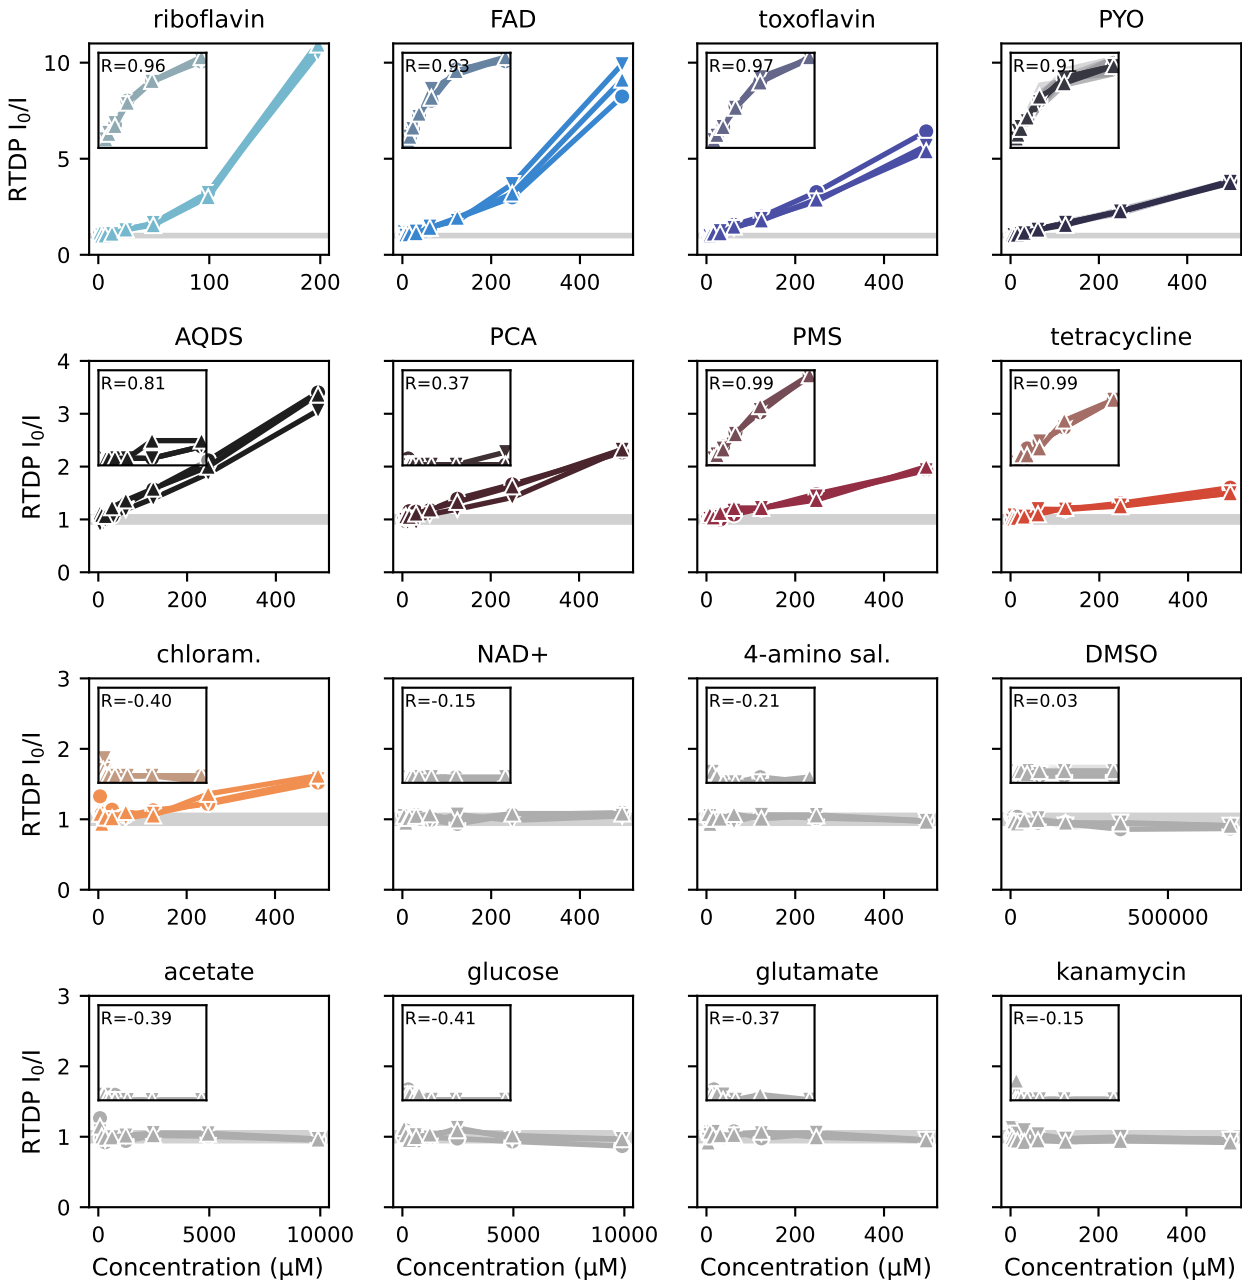 riboflavin FAD toxoflavin PYO
R=0.96 R=0.93 R=0.97 R=0.91
RTDP I0/I
10
5
0
0 100 200 0 200 400 0 200 400 0 200 400
AQDS PCA PMS tetracycline
R=0.81 R=0.37 R=0.99 R=0.99
RTDP I0/I
4
3
2
1
0
0 200 400 0 200 400 0 200 400 0 200 400
chloram. NAD+ 4-amino sal. DMSO
R=-0.40 R=-0.15 R=-0.21 R=0.03
RTDP I0/I
3
2
1
0
0 200 400 0 200 400 0 200 400 0 500000
acetate glucose glutamate kanamycin
R=-0.39 R=-0.41 R=-0.37 R=-0.15
RTDP I0/I
3
2
1
0
0 5000 10000 0 5000 10000 0 200 400 0 200 400
Concentration (μM) Concentration (μM) Concentration (μM) Concentration (μM)